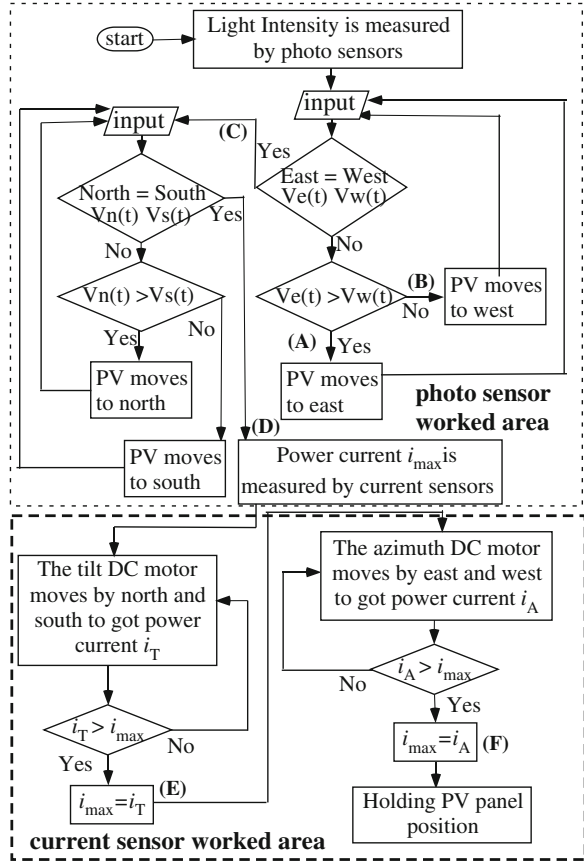 start
Light Intensity is measured
by photo sensors
input
input
(C)
Yes
North = South
Vn(t) Vs(t)
Yes
East = West
Ve(t) Vw(t)
No
No
Vn(t) >Vs(t)
Ve(t) >Vw(t)
(B)
No
PV moves
to west
Yes
No
(A)
Yes
PV moves
to north
PV moves
to east
photo sensor
worked area
(D)
PV moves
to south
Power current imax is
measured by current sensors
The tilt DC motor
moves by north and
south to got power
current iT
The azimuth DC motor
moves by east and west
to got power current iA
iA > imax
No
Yes
iT > imax
No
Yes
imax=iA
(F)
imax=iT
(E)
Holding PV panel
position
current sensor worked area